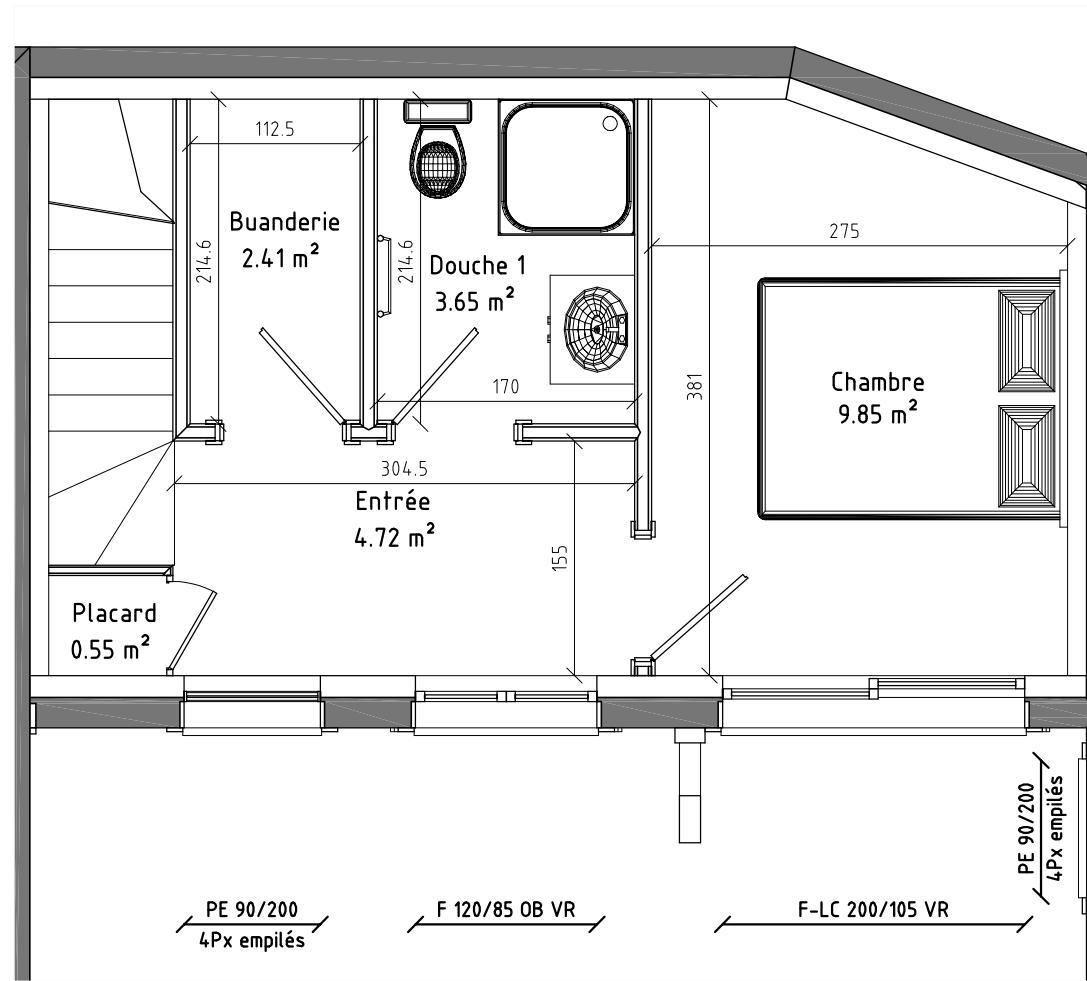 112.5
Buanderie
2.41 m²
214.6
214.6
Douche 1
3.65 m²
275
170
381
Chambre
9.85 m²
304.5
Entrée
4.72 m²
155
Placard
0.55 m²
PE 90/200
4Px empilés
PE 90/200
4Px empilés
F 120/85 OB VR
F-LC 200/105 VR